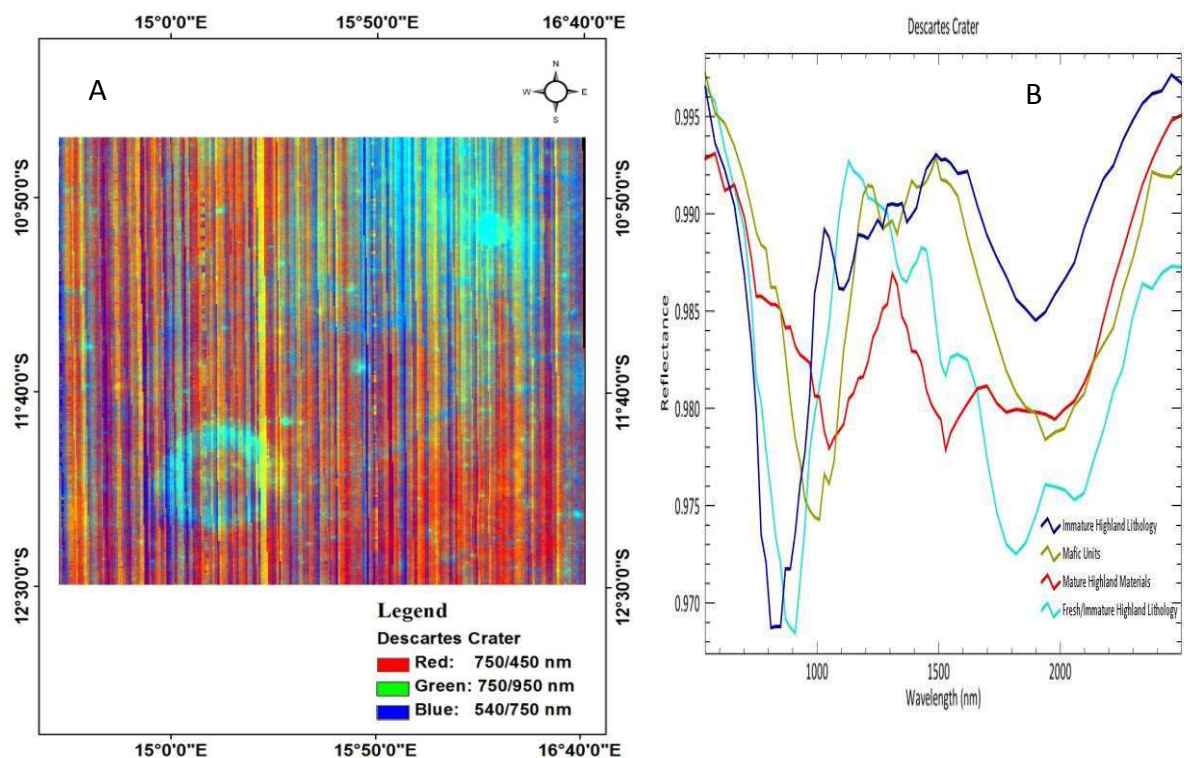 15°0'0"E 15°50'0"E 16°40'0"E
A
N
W E
S
10°50'0"S
11°40'0"S
12°30'0"S
10°50'0"S
11°40'0"S
12°30'0"S
Legend
Descartes Crater
Red: 750/450 nm
Green: 750/950 nm
Blue: 540/750 nm
15°0'0"E 15°50'0"E 16°40'0"E
Descartes Crater
B
0.995
0.990
0.985
0.980
0.975
0.970
Reflectance
Immature Highland Lithology
Mafic Units
Mature Highland Materials
Fresh/Immature Highland Lithology
1000 1500 2000
Wavelength (nm)